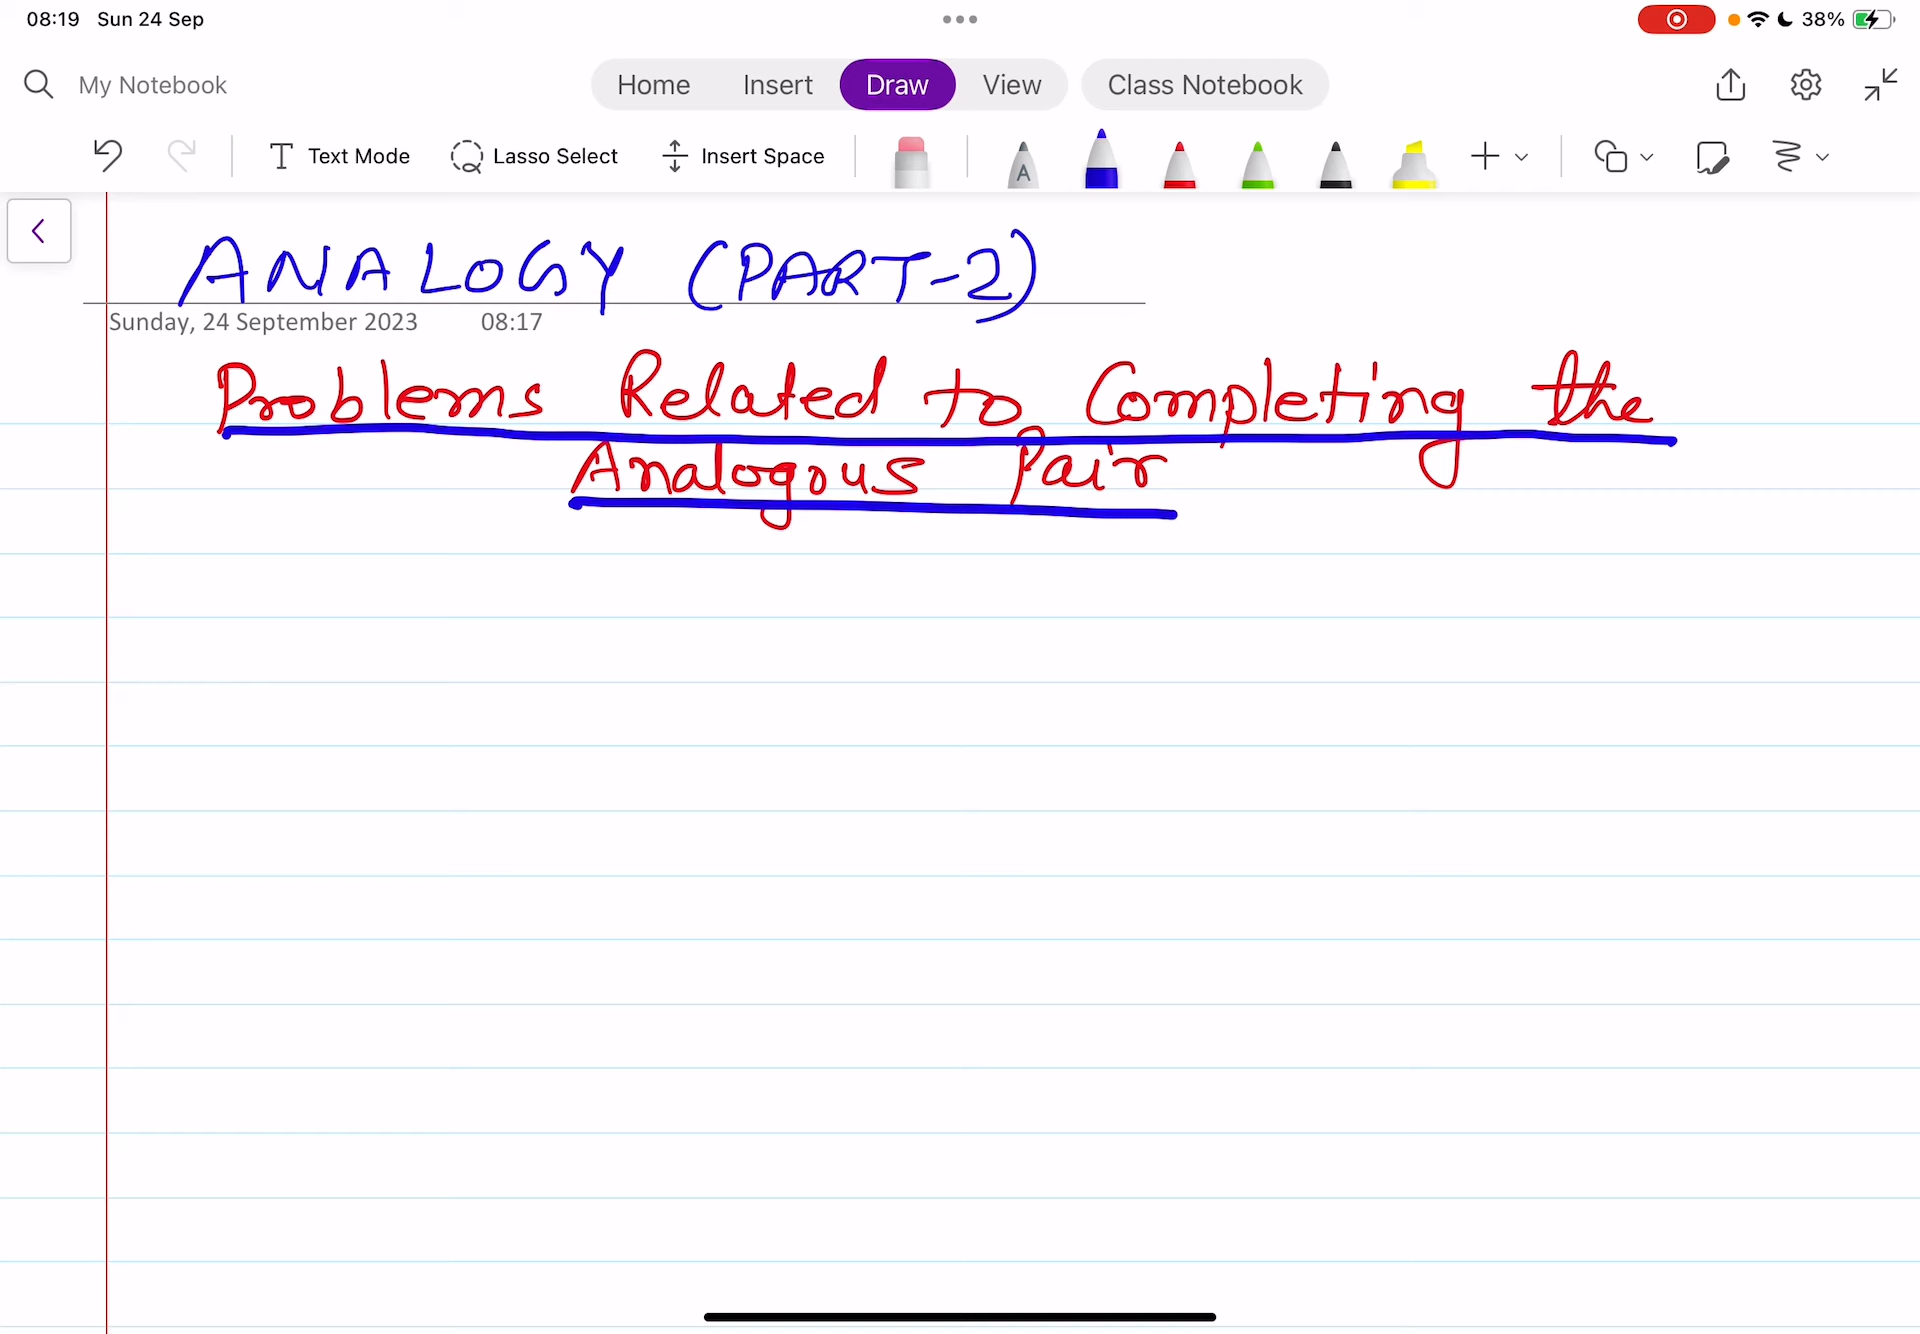 08:19 Sun 24 Sep
38%
My Notebook
Home Insert Draw View Class Notebook
Text Mode Lasso Select Insert Space A
ANALOGY (PART-2)
Sunday, 24 September 2023 08:17
Problems Related to Completing the
Analogous Pair